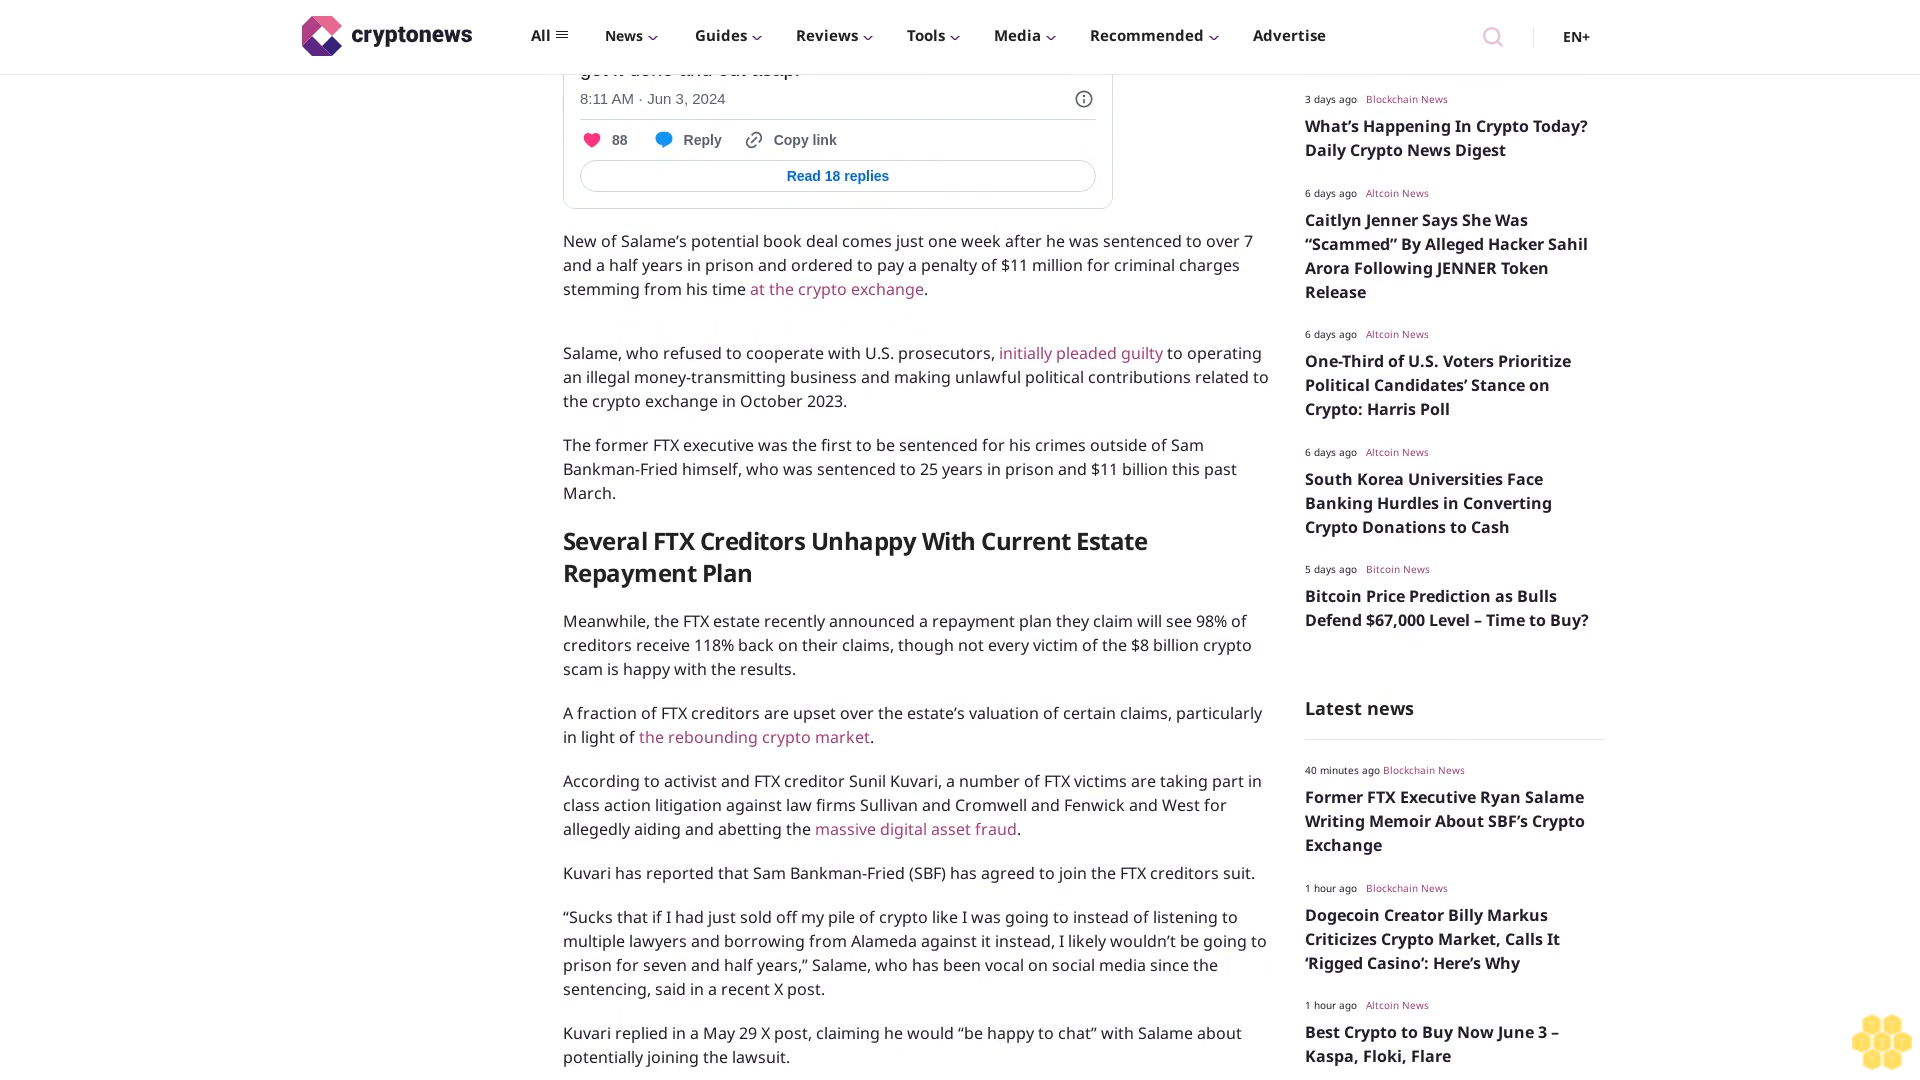 cryptonews
All
News
Guides
Reviews
Tools
Media
Recommended
Advertise
EN+
8:11 AM · Jun 3, 2024
88
Reply
Copy link
Read 18 replies
New of Salame’s potential book deal comes just one week after he was sentenced to over 7
and a half years in prison and ordered to pay a penalty of $11 million for criminal charges
stemming from his time at the crypto exchange.
Salame, who refused to cooperate with U.S. prosecutors, initially pleaded guilty to operating
an illegal money-transmitting business and making unlawful political contributions related to
the crypto exchange in October 2023.
The former FTX executive was the first to be sentenced for his crimes outside of Sam
Bankman-Fried himself, who was sentenced to 25 years in prison and $11 billion this past
March.
Several FTX Creditors Unhappy With Current Estate
Repayment Plan
Meanwhile, the FTX estate recently announced a repayment plan they claim will see 98% of
creditors receive 118% back on their claims, though not every victim of the $8 billion crypto
scam is happy with the results.
A fraction of FTX creditors are upset over the estate’s valuation of certain claims, particularly
in light of the rebounding crypto market.
According to activist and FTX creditor Sunil Kuvari, a number of FTX victims are taking part in
class action litigation against law firms Sullivan and Cromwell and Fenwick and West for
allegedly aiding and abetting the massive digital asset fraud.
Kuvari has reported that Sam Bankman-Fried (SBF) has agreed to join the FTX creditors suit.
“Sucks that if I had just sold off my pile of crypto like I was going to instead of listening to
multiple lawyers and borrowing from Alameda against it instead, I likely wouldn’t be going to
prison for seven and half years,” Salame, who has been vocal on social media since the
sentencing, said in a recent X post.
Kuvari replied in a May 29 X post, claiming he would “be happy to chat” with Salame about
potentially joining the lawsuit.
3 days ago Blockchain News
What’s Happening In Crypto Today?
Daily Crypto News Digest
6 days ago Altcoin News
Caitlyn Jenner Says She Was
“Scammed” By Alleged Hacker Sahil
Arora Following JENNER Token
Release
6 days ago Altcoin News
One-Third of U.S. Voters Prioritize
Political Candidates’ Stance on
Crypto: Harris Poll
6 days ago Altcoin News
South Korea Universities Face
Banking Hurdles in Converting
Crypto Donations to Cash
5 days ago Bitcoin News
Bitcoin Price Prediction as Bulls
Defend $67,000 Level – Time to Buy?
Latest news
40 minutes ago Blockchain News
Former FTX Executive Ryan Salame
Writing Memoir About SBF’s Crypto
Exchange
1 hour ago Blockchain News
Dogecoin Creator Billy Markus
Criticizes Crypto Market, Calls It
‘Rigged Casino’: Here’s Why
1 hour ago Altcoin News
Best Crypto to Buy Now June 3 –
Kaspa, Floki, Flare